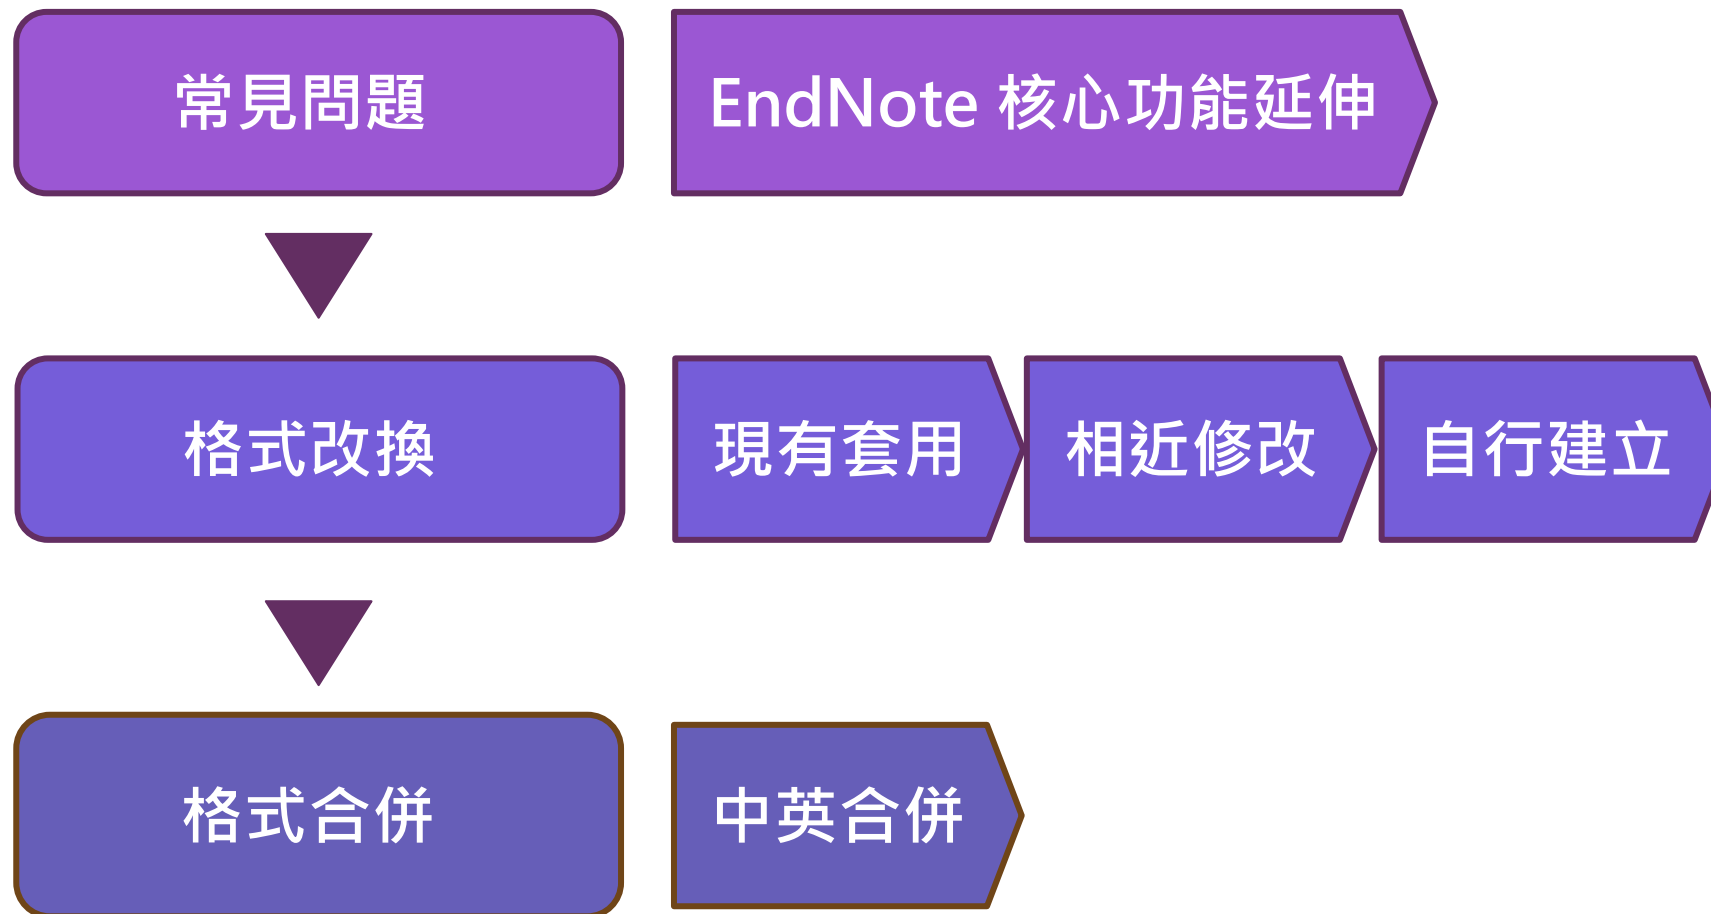 常見問題
EndNote 核心功能延伸
格式改換
現有套用
相近修改
自行建立
格式合併
中英合併